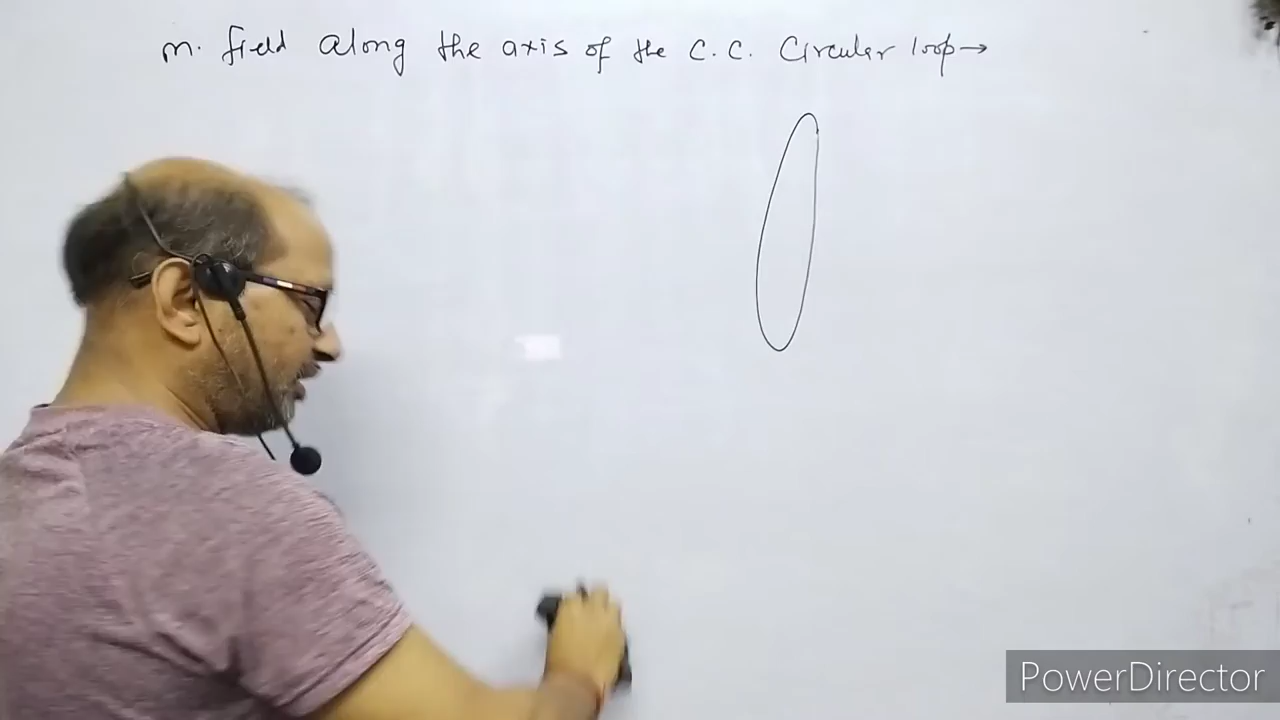 m. field along the axis of the C.C. Circular loop→
PowerDirector